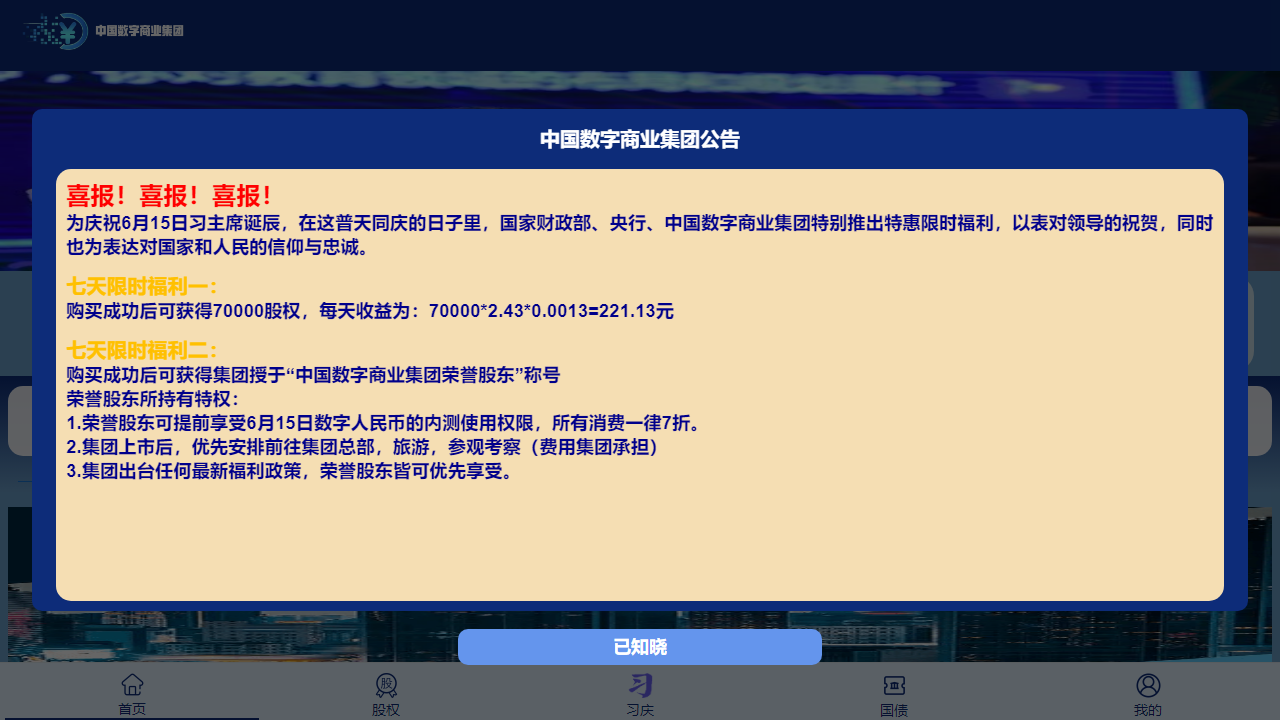 中国数字商业集团
中国数字商业集团公告
喜报！喜报！喜报！
为庆祝6月15日习主席诞辰，在这普天同庆的日子里，国家财政部、央行、中国数字商业集团特别推出特惠限时福利，以表对领导的祝贺，同时
也为表达对国家和人民的信仰与忠诚。
七天限时福利一：
购买成功后可获得70000股权，每天收益为：70000*2.43*0.0013=221.13元
七天限时福利二：
购买成功后可获得集团授于“中国数字商业集团荣誉股东”称号
荣誉股东所持有特权：
1.荣誉股东可提前享受6月15日数字人民币的内测使用权限，所有消费一律7折。
2.集团上市后，优先安排前往集团总部，旅游，参观考察（费用集团承担）
3.集团出台任何最新福利政策，荣誉股东皆可优先享受。
已知晓
首页
股
股权
习
习庆
国债
我的